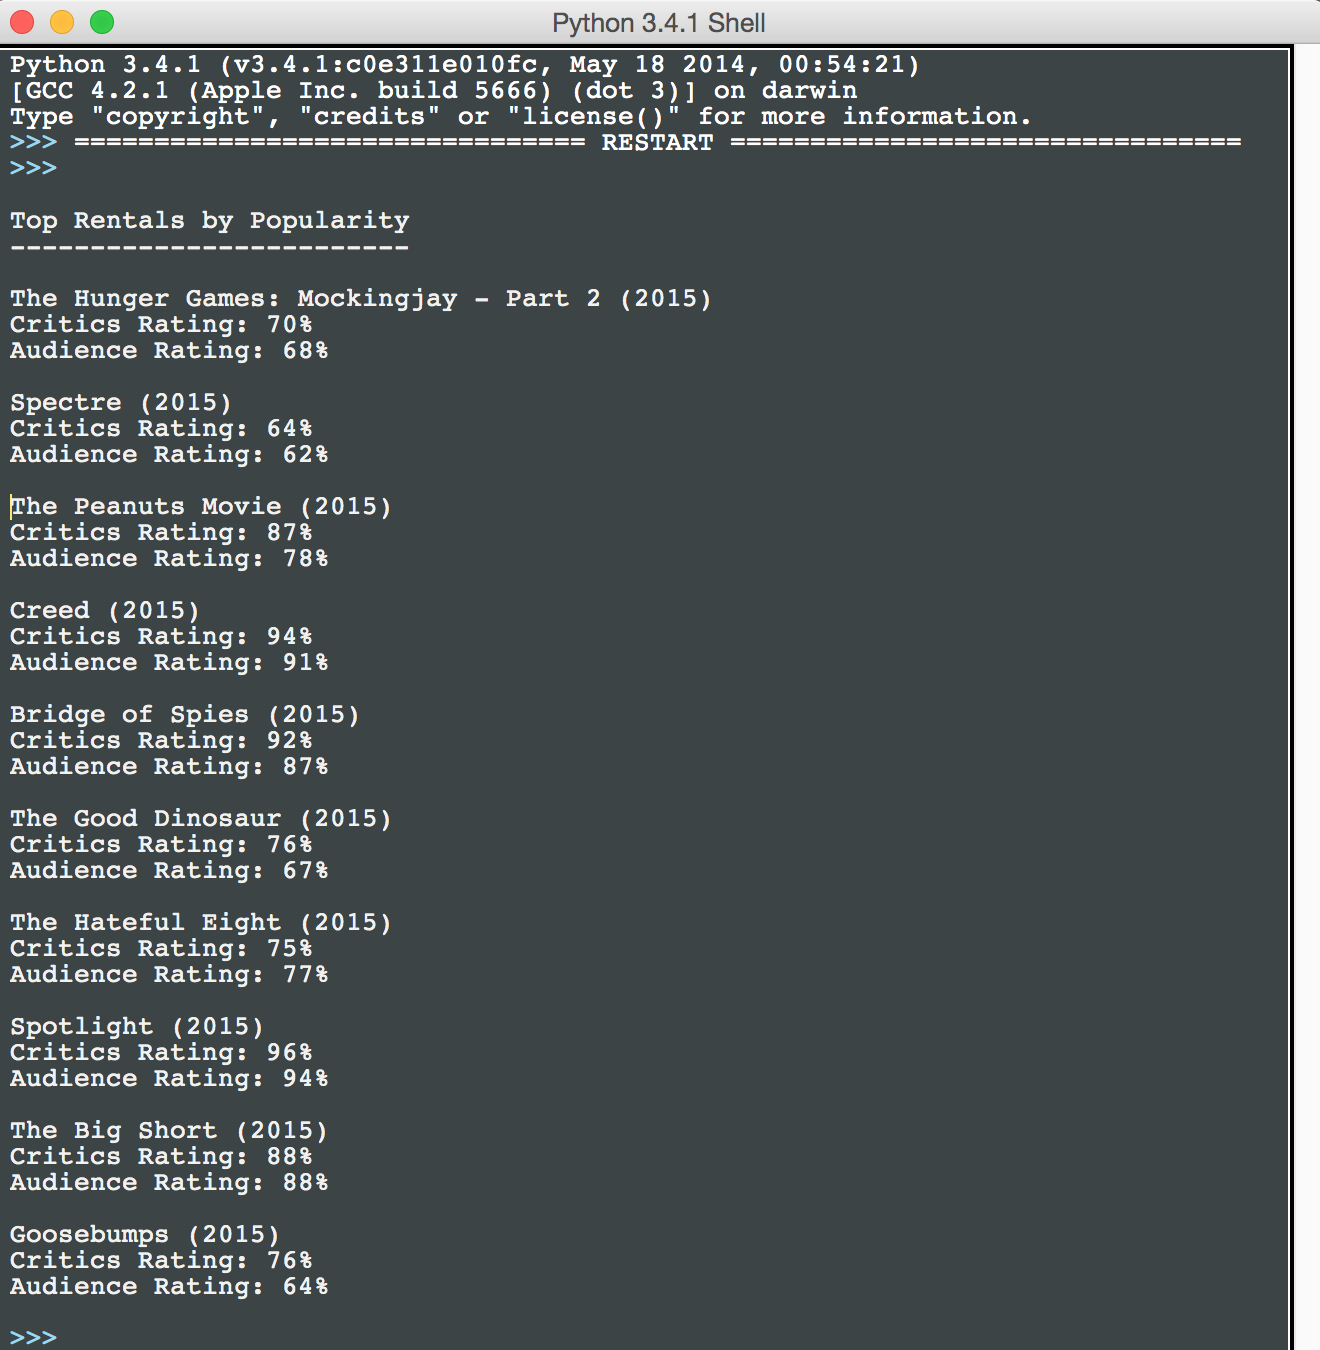 Python 3.4.1 Shell
Python 3.4.1 (v3.4.1:c0e311e010fc, May 18 2014, 00:54:21)
[GCC 4.2.1 (Apple Inc. build 5666) (dot 3)] on darwin
Type "copyright", "credits" or "license()" for more information.
>>> ================================ RESTART ================================
>>>
Top Rentals by Popularity
-------------------------
The Hunger Games: Mockingjay - Part 2 (2015)
Critics Rating: 70%
Audience Rating: 68%
Spectre (2015)
Critics Rating: 64%
Audience Rating: 62%
The Peanuts Movie (2015)
Critics Rating: 87%
Audience Rating: 78%
Creed (2015)
Critics Rating: 94%
Audience Rating: 91%
Bridge of Spies (2015)
Critics Rating: 92%
Audience Rating: 87%
The Good Dinosaur (2015)
Critics Rating: 76%
Audience Rating: 67%
The Hateful Eight (2015)
Critics Rating: 75%
Audience Rating: 77%
Spotlight (2015)
Critics Rating: 96%
Audience Rating: 94%
The Big Short (2015)
Critics Rating: 88%
Audience Rating: 88%
Goosebumps (2015)
Critics Rating: 76%
Audience Rating: 64%
>>>